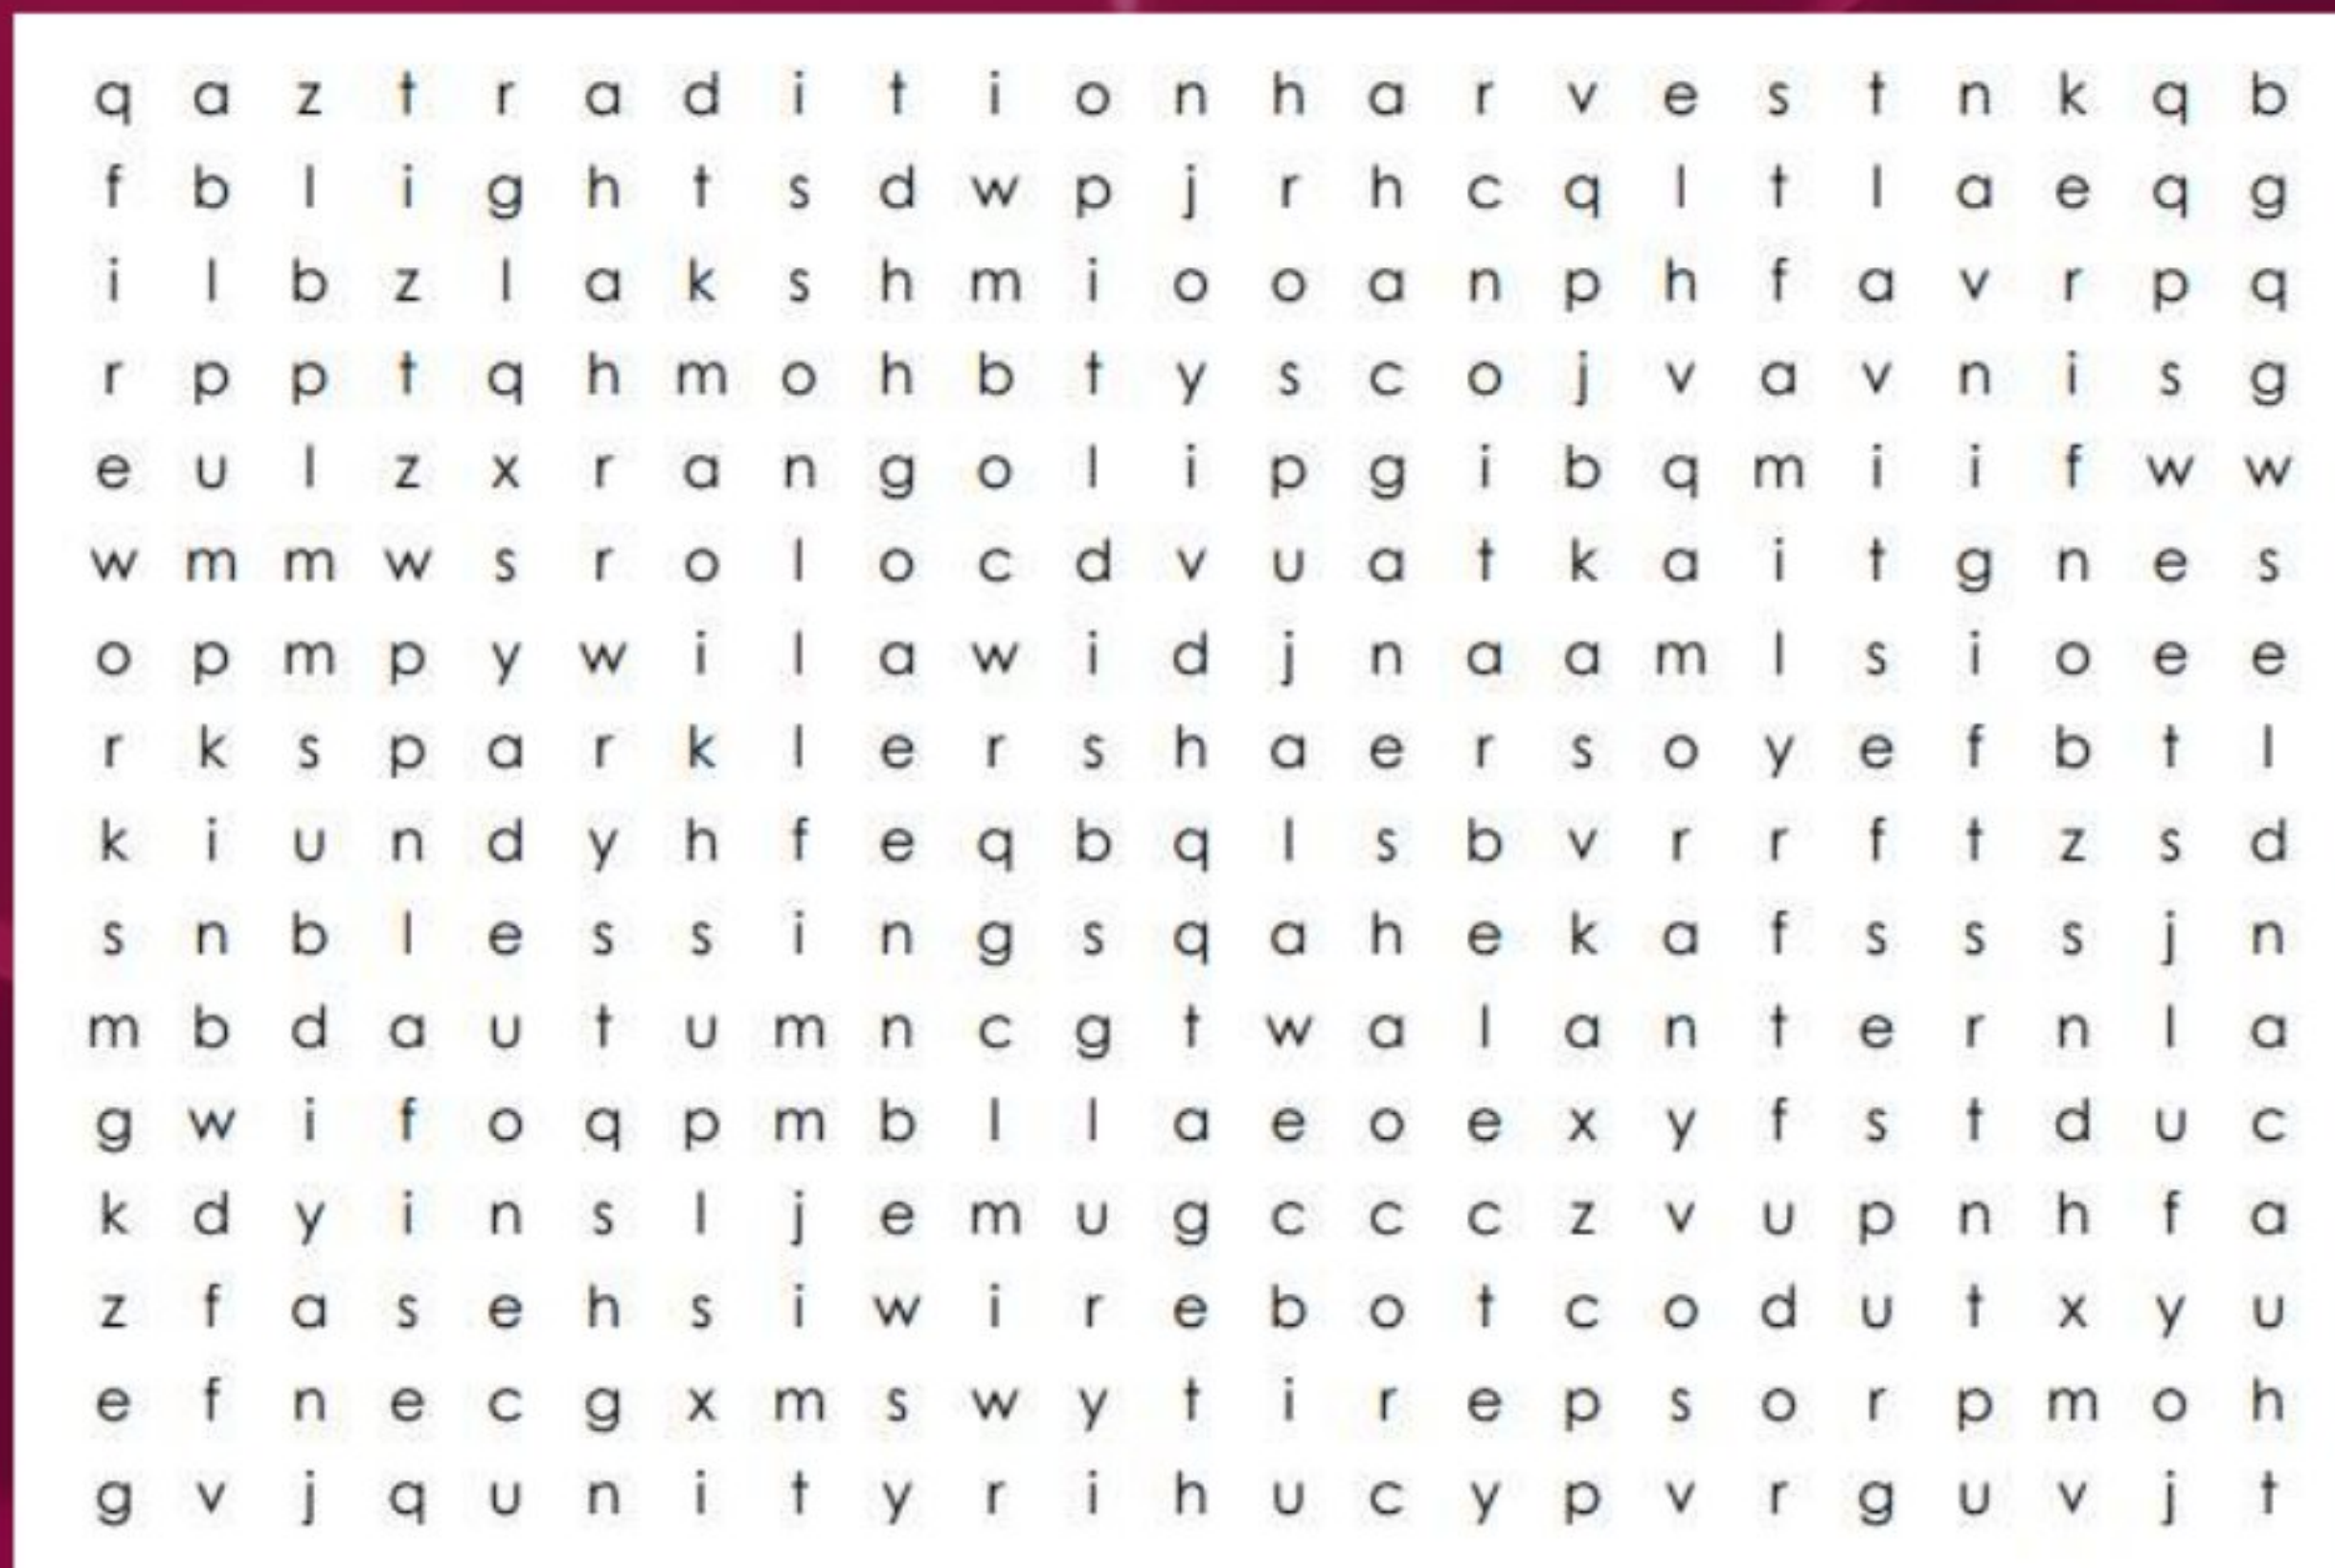 q a z t r a d i t i o n h a r v e s t n k q b
f b l i g h t s d w p j r h c q l t l a e q g
i l b z l a k s h m i o o a n p h f a v r p q
r p p t q h m o h b t y s c o j v a v n i s g
e u l z x r a n g o l i p g i b q m i i f w w
w m m w s r o l o c d v u a t k a i t g n e s
o p m p y w i l a w i d j n a a m l s i o e e
r k s p a r k l e r s h a e r s o y e f b t l
k i u n d y h f e q b q l s b v r r f t z s d
s n b l e s s i n g s q a h e k a f s s s j n
m b d a u t u m n c g t w a l a n t e r n l a
g w i f o q p m b l l a e o e x y f s t d u c
k d y i n s l j e m u g c c c z v u p n h f a
z f a s e h s i w i r e b o t c o d u t x y u
e f n e c g x m s w y t i r e p s o r p m o h
g v j q u n i t y r i h u c y p v r g u v j t